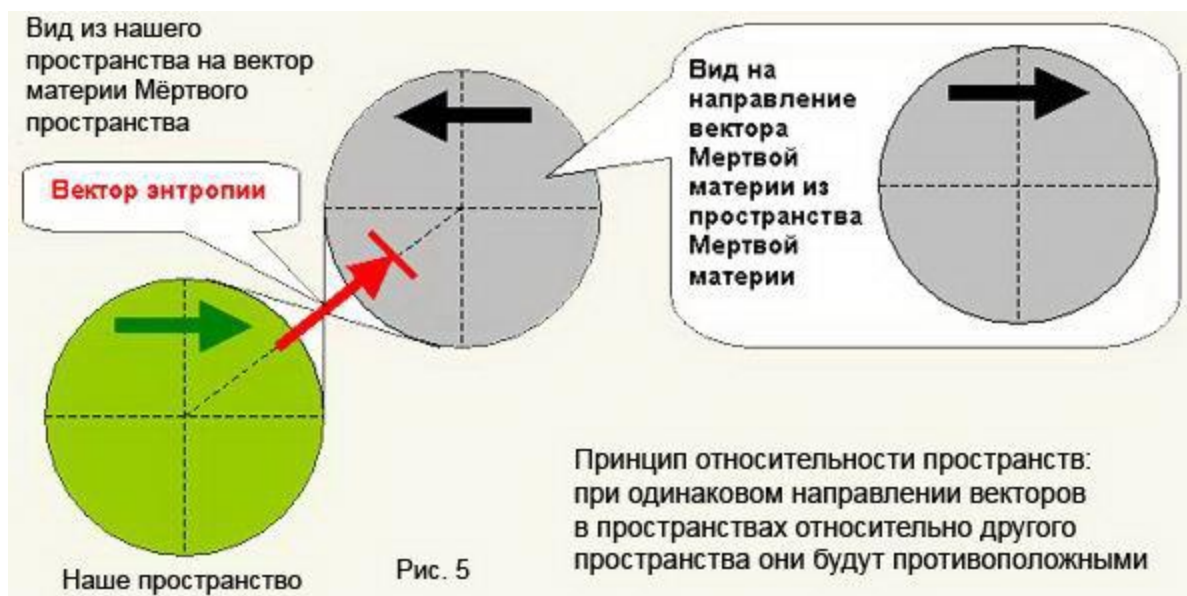 Вид из нашего
пространства на вектор
материи Мёртвого
пространства
Вектор энтропии
Вид на
направление
вектора
Мертвой
материи из
пространства
Мертвой
материи
Принцип относительности пространств:
при одинаковом направлении векторов
в пространствах относительно другого
пространства они будут противоположными
Рис. 5
Наше пространство